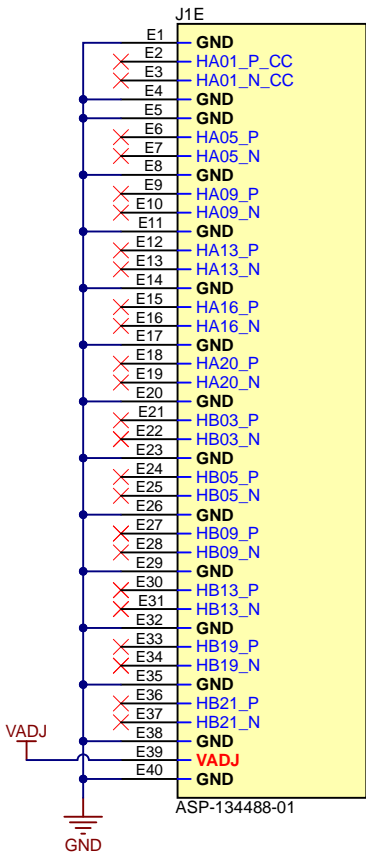 J1E
E1 GND
E2 HA01_P_CC
E3 HA01_N_CC
E4 GND
E5 GND
E6 HA05_P
E7 HA05_N
E8 GND
E9 HA09_P
E10 HA09_N
E11 GND
E12 HA13_P
E13 HA13_N
E14 GND
E15 HA16_P
E16 HA16_N
E17 GND
E18 HA20_P
E19 HA20_N
E20 GND
E21 HB03_P
E22 HB03_N
E23 GND
E24 HB05_P
E25 HB05_N
E26 GND
E27 HB09_P
E28 HB09_N
E29 GND
E30 HB13_P
E31 HB13_N
E32 GND
E33 HB19_P
E34 HB19_N
E35 GND
E36 HB21_P
E37 HB21_N
VADJ
E38 GND
E39 VADJ
E40 GND
ASP-134488-01
GND